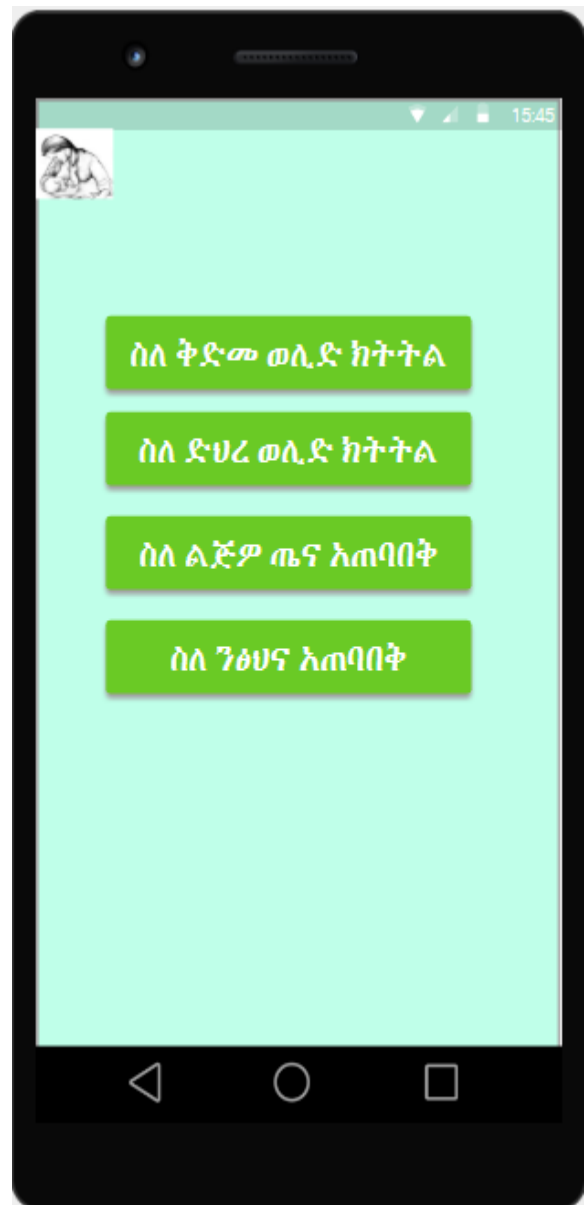 15:45
ስለ ቅድመ ወሊድ ክትትል
ስለ ድህረ ወሊድ ክትትል
ስለ ልጅዎ ጤና አጠባበቅ
ስለ ንፅህና አጠባበቅ